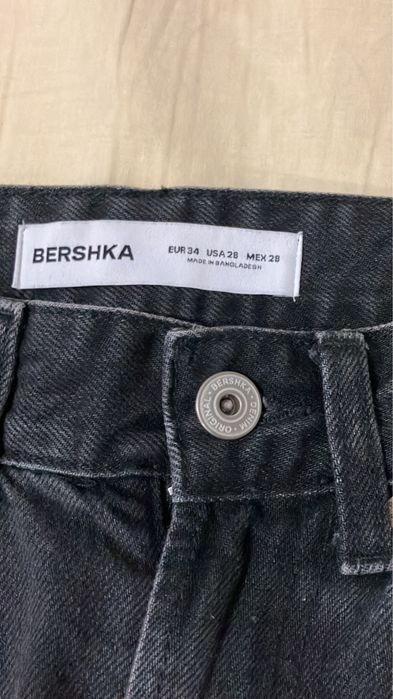 BERSHKA
EUR 34 USA 28 MEX 28
MADE IN BANGLADESH
BERSHKA • DENIM • ORIGINAL •